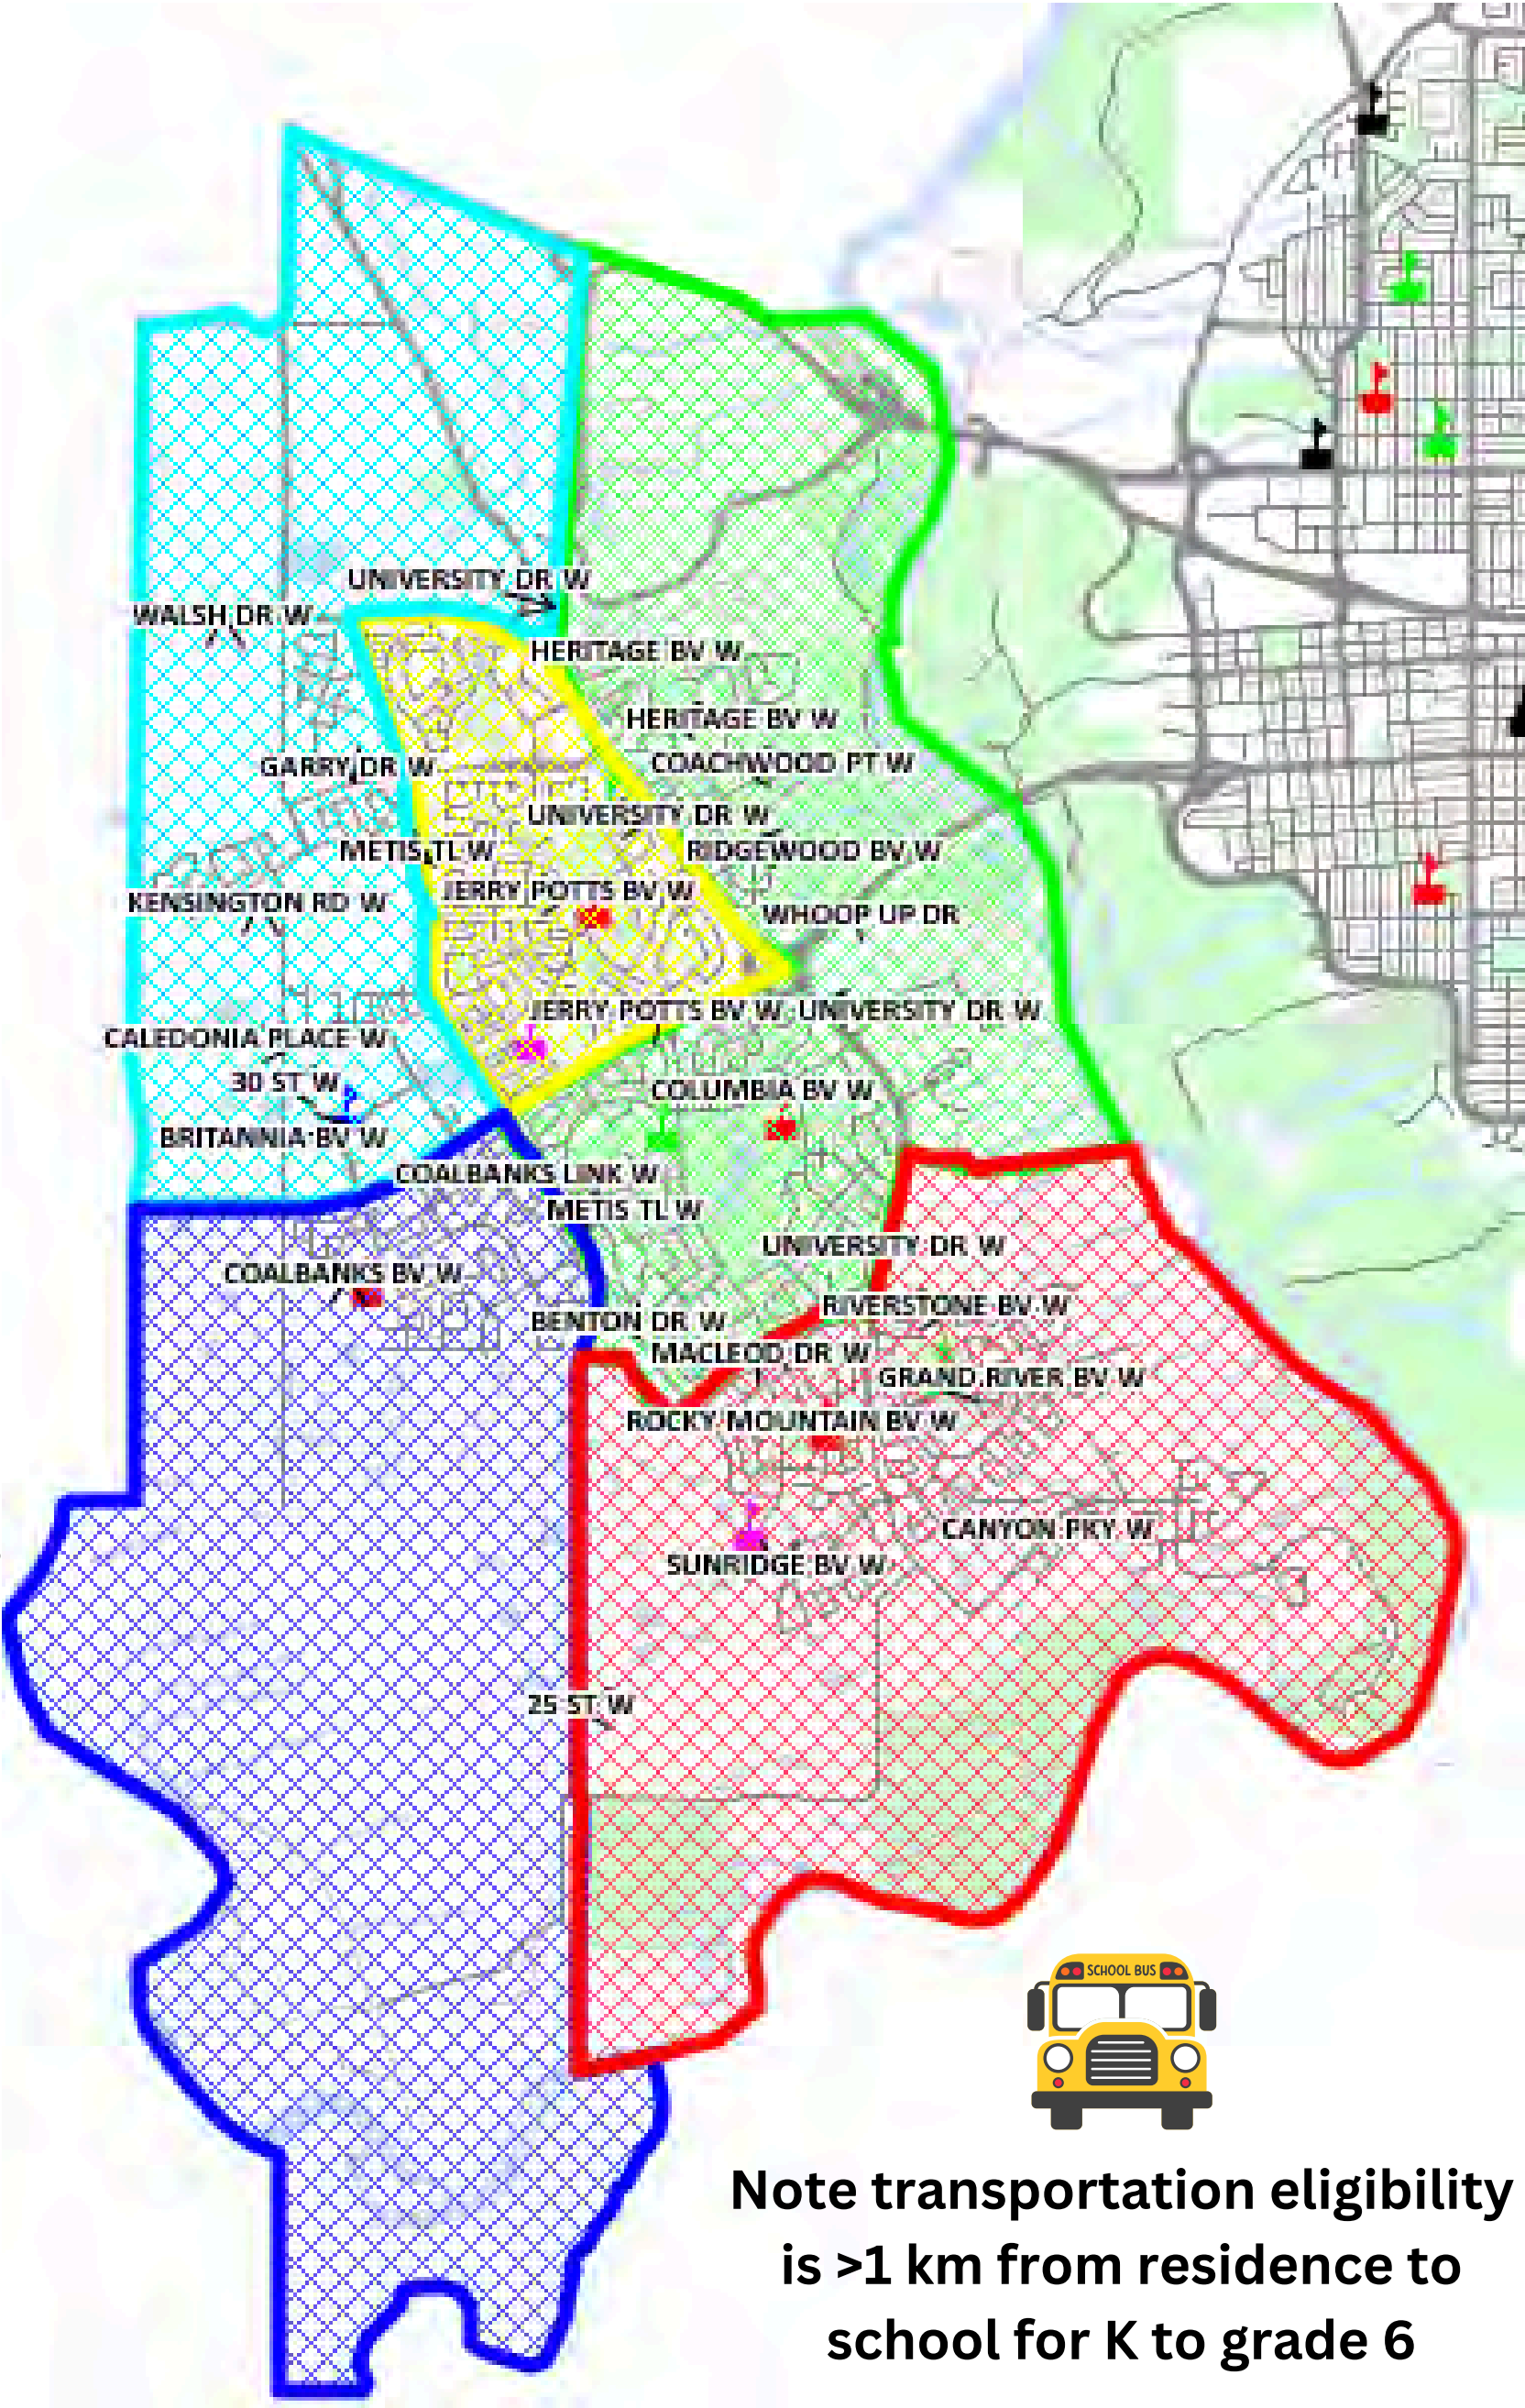 UNIVERSITY DR W
WALSH DR W
HERITAGE BV W
HERITAGE BV W
COACHWOOD PT W
GARRY DR W
UNIVERSITY DR W
METIS TL W
RIDGEWOOD BV W
JERRY POTTS BV W
KENSINGTON RD W
WHOOP UP DR
JERRY POTTS BV W
UNIVERSITY DR W
CALEDONIA PLACE W
30 ST W
COLUMBIA BV W
BRITANNIA BV W
COALBANKS LINK W
METIS TL W
UNIVERSITY DR W
COALBANKS BV W
RIVERSTONE BV W
BENTON DR W
MACLEOD DR W
GRAND RIVER BV W
ROCKY MOUNTAIN BV W
CANYON PKY W
SUNRIDGE BV W
25 ST W
SCHOOL BUS
Note transportation eligibility
is >1 km from residence to
school for K to grade 6